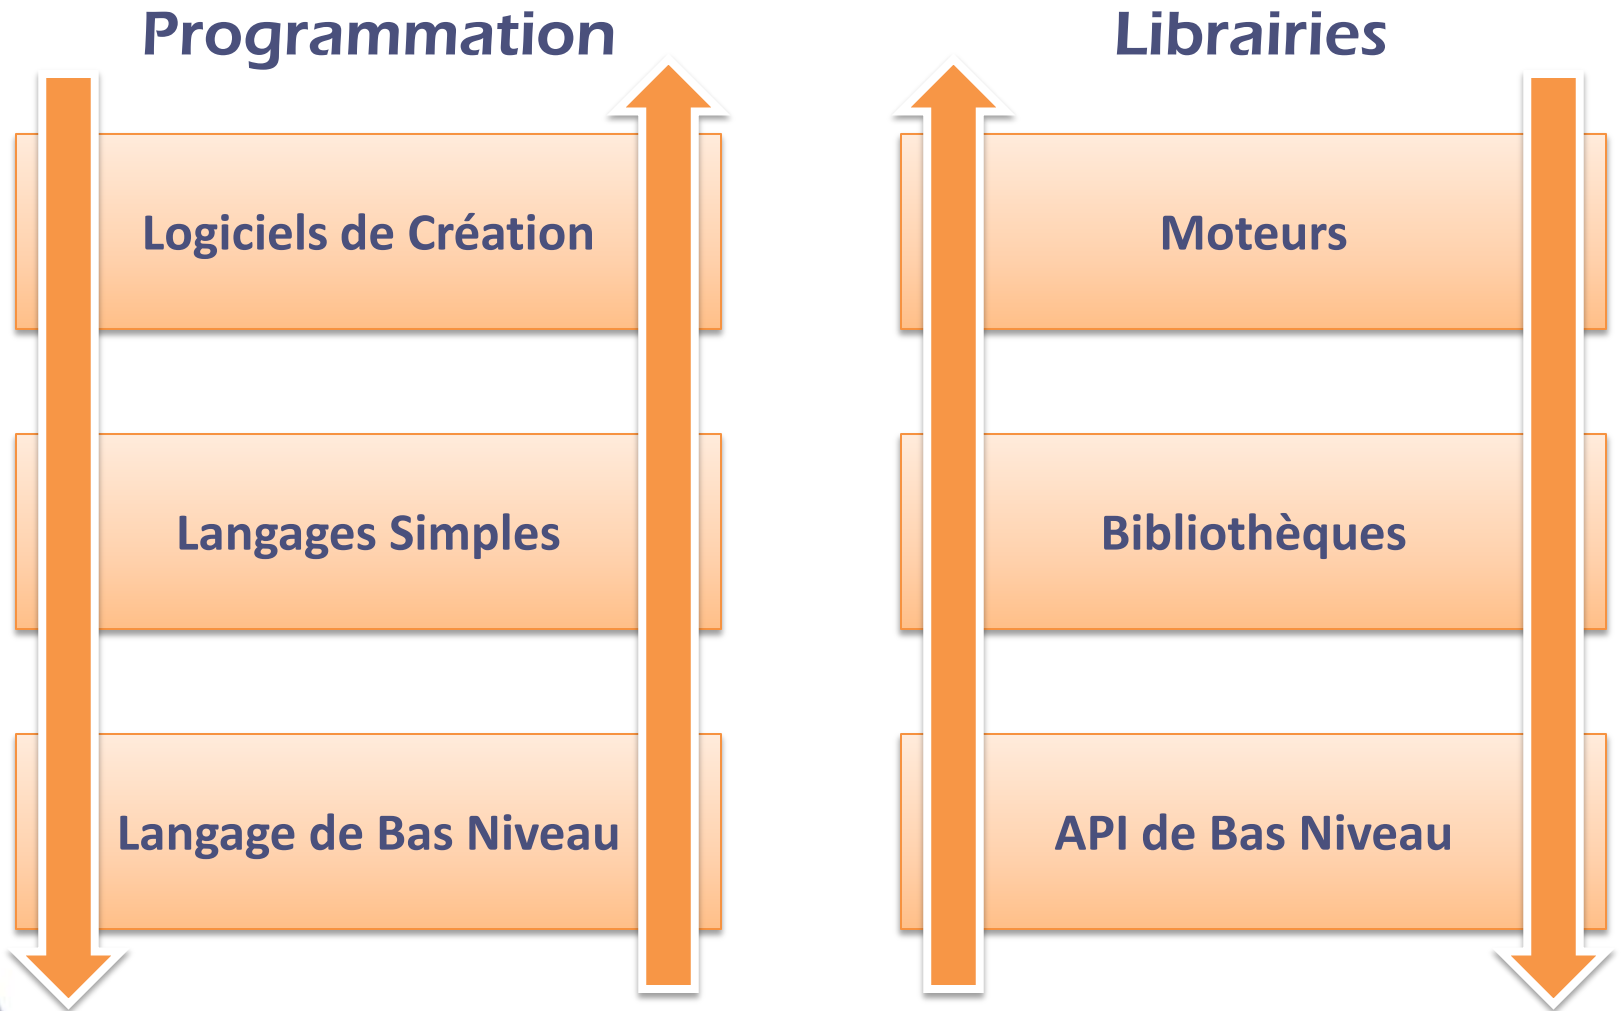 Programmation
Librairies
Logiciels de Création
Moteurs
Langages Simples
Bibliothèques
Langage de Bas Niveau
API de Bas Niveau